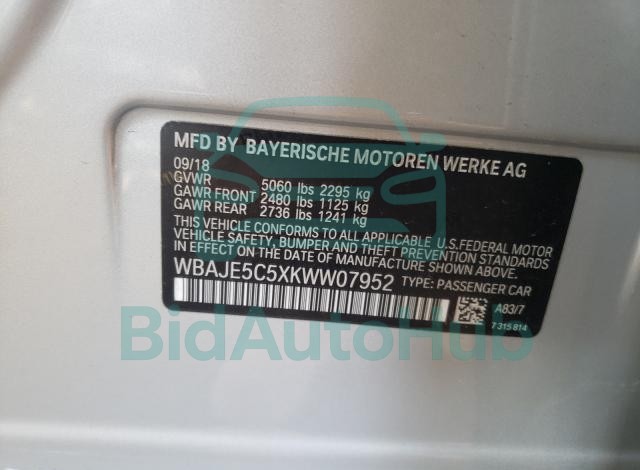 MFD BY BAYERISCHE MOTOREN WERKE AG
09/18
GVWR 5060 lbs 2295 kg
GAWR FRONT 2480 lbs 1125 kg
GAWR REAR 2736 lbs 1241 kg
THIS VEHICLE CONFORMS TO ALL APPLICABLE U.S.FEDERAL MOTOR
VEHICLE SAFETY, BUMPER AND THEFT PREVENTION STANDARDS
IN EFFECT ON THE DATE OF MANUFACTURE SHOWN ABOVE.
WBAJE5C5XKWW07952 TYPE: PASSENGER CAR
A83/7
7 315 814
BidAutoHub